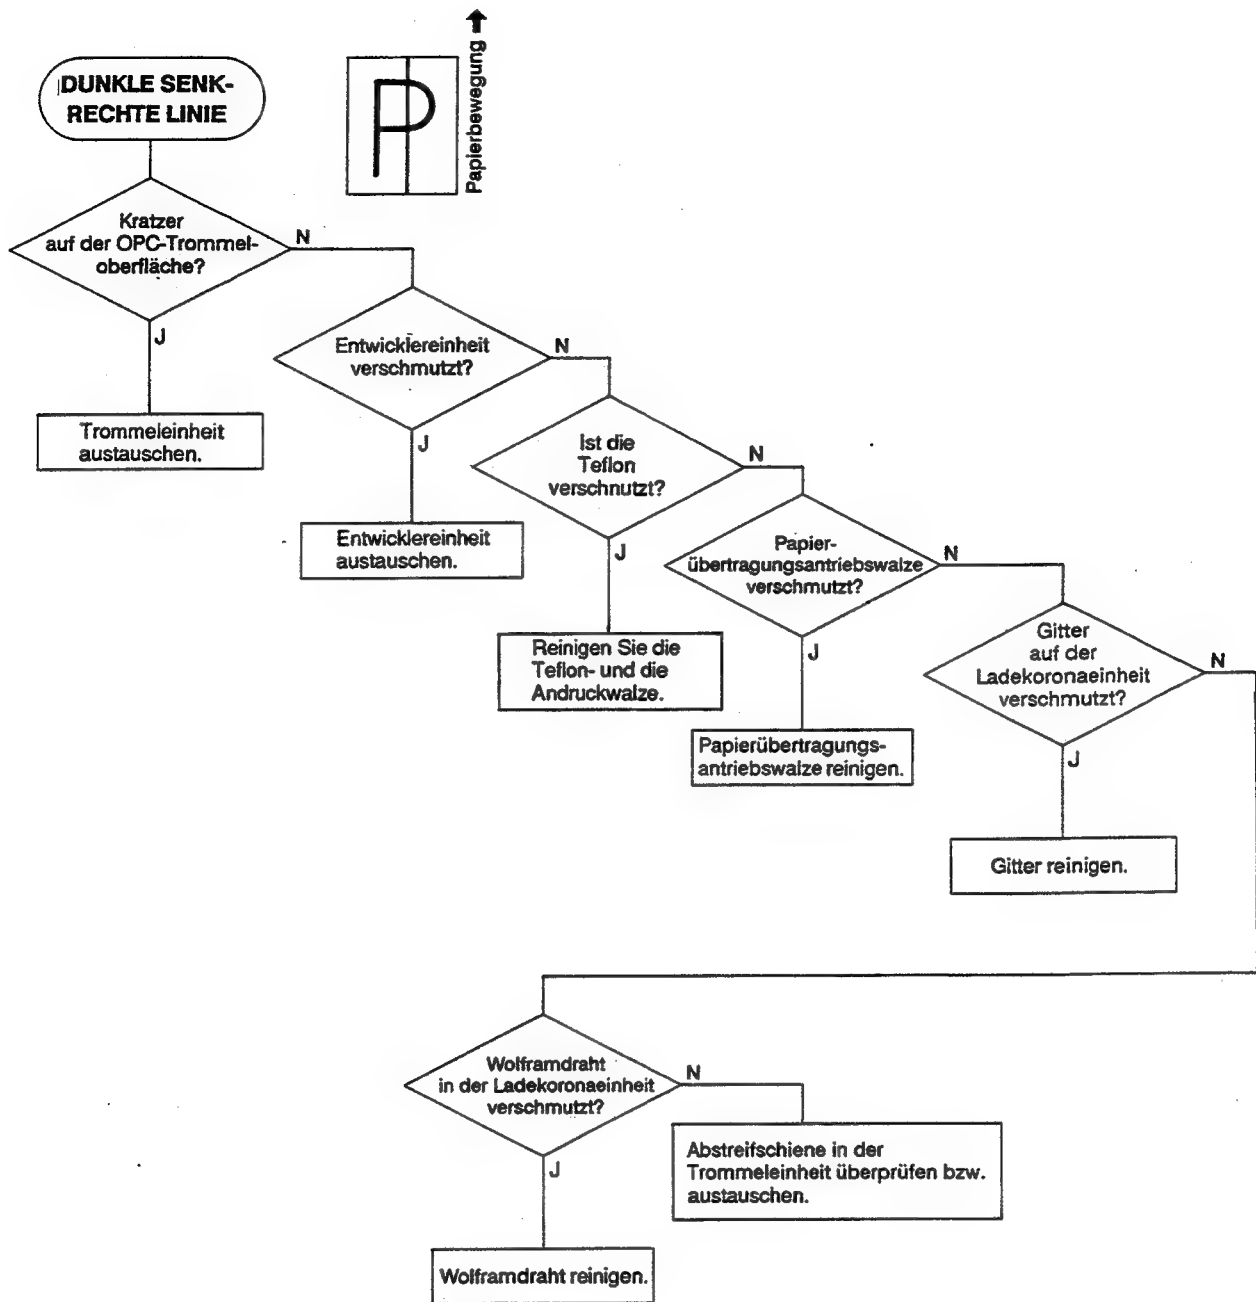 DUNKLE SENK-
RECHTE LINIE
P
Papierbewegung
Kratzer
auf der OPC-Trommel-
oberfläche?
N
J
Trommeleinheit
austauschen.
Entwicklereinheit
verschmutzt?
N
J
Entwicklereinheit
austauschen.
Ist die
Teflon
verschnutzt?
N
J
Reinigen Sie die
Teflon- und die
Andruckwalze.
Papier-
übertragungsantriebswalze
verschmutzt?
N
J
Papierübertragungs-
antriebswalze reinigen.
Gitter
auf der
Ladekoronaeinheit
verschmutzt?
N
J
Gitter reinigen.
Wolframdraht
in der Ladekoronaeinheit
verschmutzt?
N
J
Abstreifschiene in der
Trommeleinheit überprüfen bzw.
austauschen.
Wolframdraht reinigen.